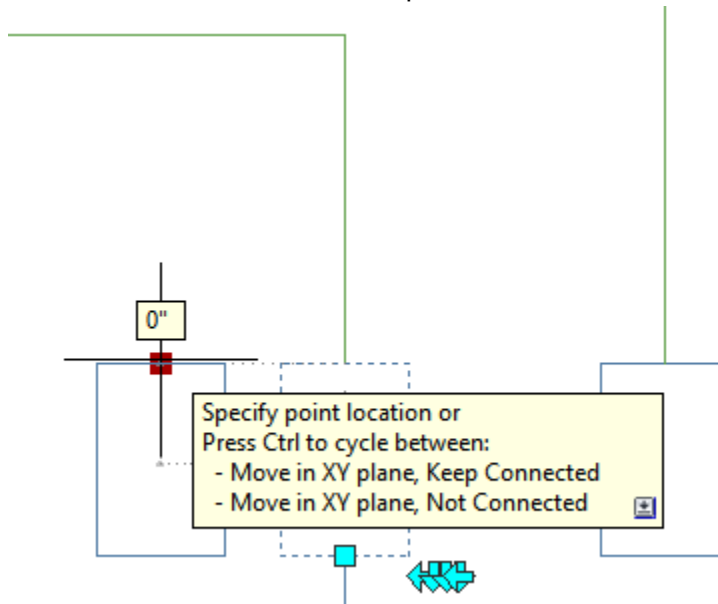 0"
Specify point location or
Press Ctrl to cycle between:
- Move in XY plane, Keep Connected
- Move in XY plane, Not Connected